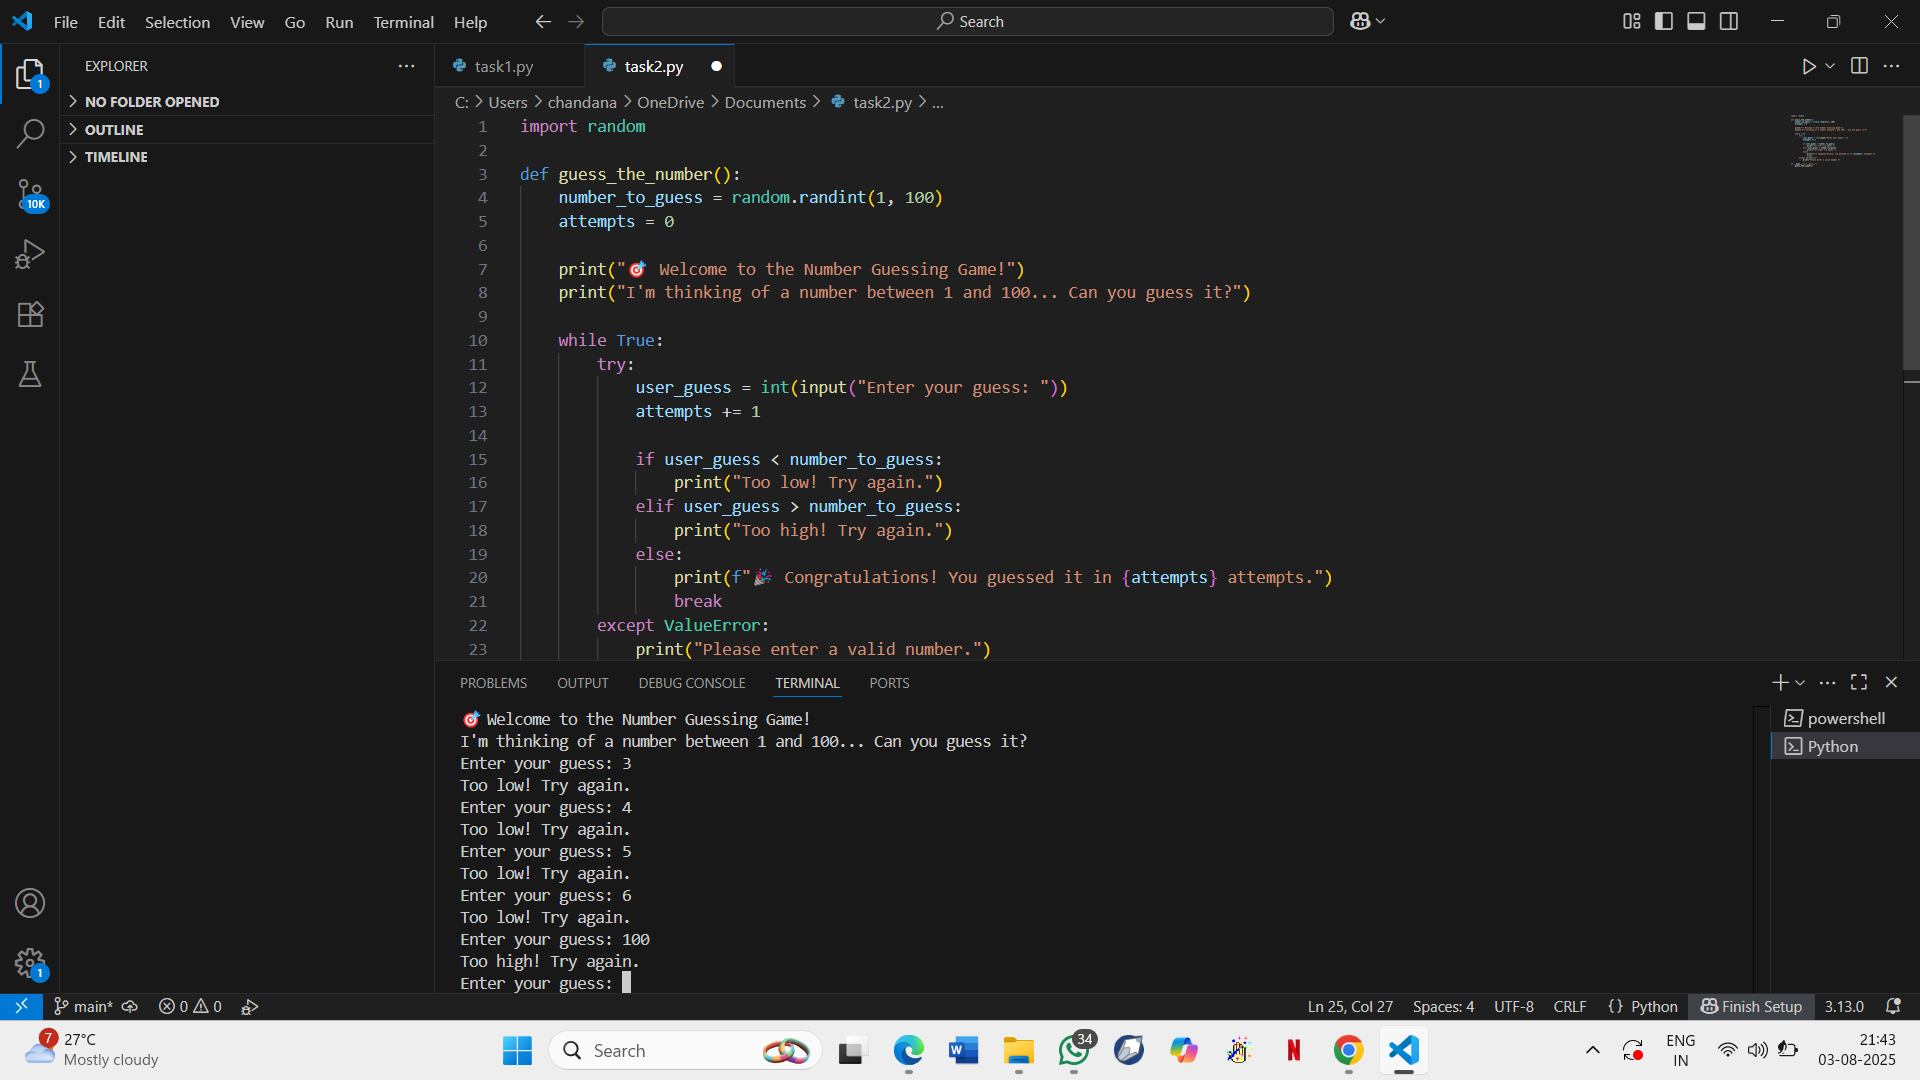 File Edit Selection View Go Run Terminal Help
Search
EXPLORER
NO FOLDER OPENED
OUTLINE
TIMELINE
1
10K
1
task1.py
task2.py
C: > Users > chandana > OneDrive > Documents > task2.py > ...
1 import random
2
3 def guess_the_number():
4     number_to_guess = random.randint(1, 100)
5     attempts = 0
6
7     print("🎯 Welcome to the Number Guessing Game!")
8     print("I'm thinking of a number between 1 and 100... Can you guess it?")
9
10     while True:
11         try:
12             user_guess = int(input("Enter your guess: "))
13             attempts += 1
14
15             if user_guess < number_to_guess:
16                 print("Too low! Try again.")
17             elif user_guess > number_to_guess:
18                 print("Too high! Try again.")
19             else:
20                 print(f"🎉 Congratulations! You guessed it in {attempts} attempts.")
21                 break
22         except ValueError:
23             print("Please enter a valid number.")
PROBLEMS OUTPUT DEBUG CONSOLE TERMINAL PORTS
🎯 Welcome to the Number Guessing Game!
I'm thinking of a number between 1 and 100... Can you guess it?
Enter your guess: 3
Too low! Try again.
Enter your guess: 4
Too low! Try again.
Enter your guess: 5
Too low! Try again.
Enter your guess: 6
Too low! Try again.
Enter your guess: 100
Too high! Try again.
Enter your guess:
powershell
Python
main* 0 0
Ln 25, Col 27 Spaces: 4 UTF-8 CRLF {} Python Finish Setup 3.13.0
7
27°C
Mostly cloudy
Search
34
N
ENG
IN
21:43
03-08-2025